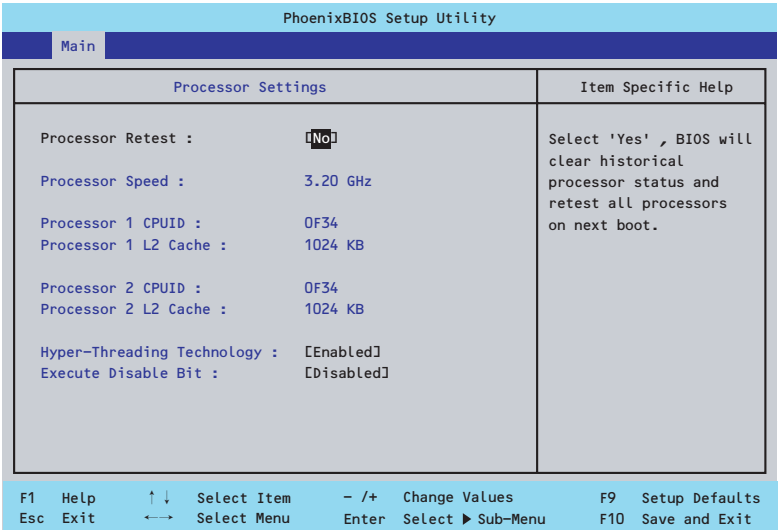 PhoenixBIOS Setup Utility
Main
Processor Settings
Item Specific Help
Processor Retest : [No]
Processor Speed : 3.20 GHz
Processor 1 CPUID : 0F34
Processor 1 L2 Cache : 1024 KB
Processor 2 CPUID : 0F34
Processor 2 L2 Cache : 1024 KB
Hyper-Threading Technology : [Enabled]
Execute Disable Bit : [Disabled]
Select 'Yes' , BIOS will
clear historical
processor status and
retest all processors
on next boot.
F1 Help ↑↓ Select Item - /+ Change Values F9 Setup Defaults
Esc Exit ←→ Select Menu Enter Select ▶ Sub-Menu F10 Save and Exit